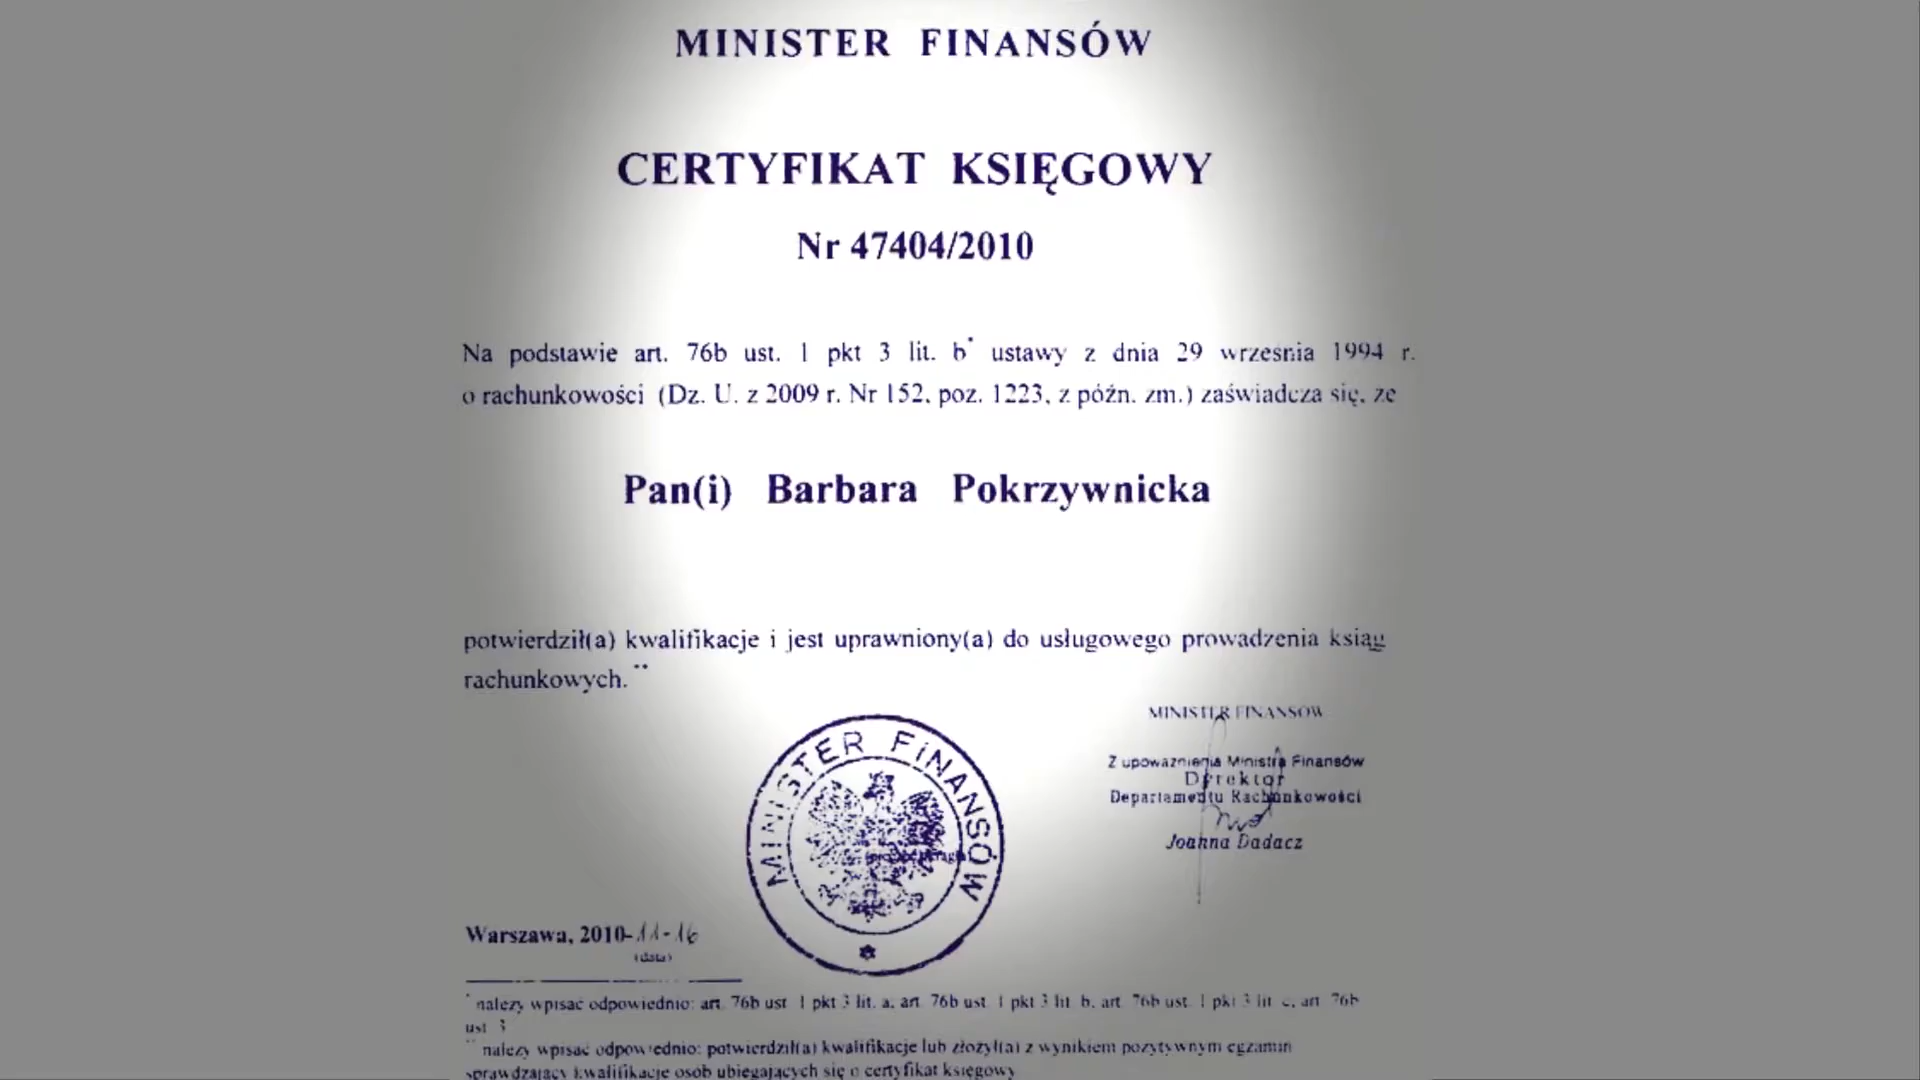 MINISTER FINANSÓW
CERTYFIKAT KSIĘGOWY
Nr 47404/2010
Na podstawie art. 76b ust. 1 pkt 3 lit. b* ustawy z dnia 29 września 1994 r.
o rachunkowości (Dz. U. z 2009 r. Nr 152, poz. 1223, z późn. zm.) zaświadcza się, że
Pan(i) Barbara Pokrzywnicka
potwierdził(a) kwalifikacje i jest uprawniony(a) do usługowego prowadzenia ksiąg
rachunkowych.**
MINISTER FINANSÓW
Z upoważnienia Ministra Finansów
Dyrektor
Departamentu Rachunkowości
Joanna Dadacz
MINISTER FINANSÓW
Warszawa, 2010-11-16
(data)
* należy wpisać odpowiednio: art. 76b ust. 1 pkt 3 lit. a, art. 76b ust. 1 pkt 3 lit. b, art. 76b ust. 1 pkt 3 lit. c, art. 76b
ust. 3
** należy wpisać odpowiednio: potwierdził(a) kwalifikacje lub złożył(a) z wynikiem pozytywnym egzamin
sprawdzający kwalifikacje osób ubiegających się o certyfikat księgowy